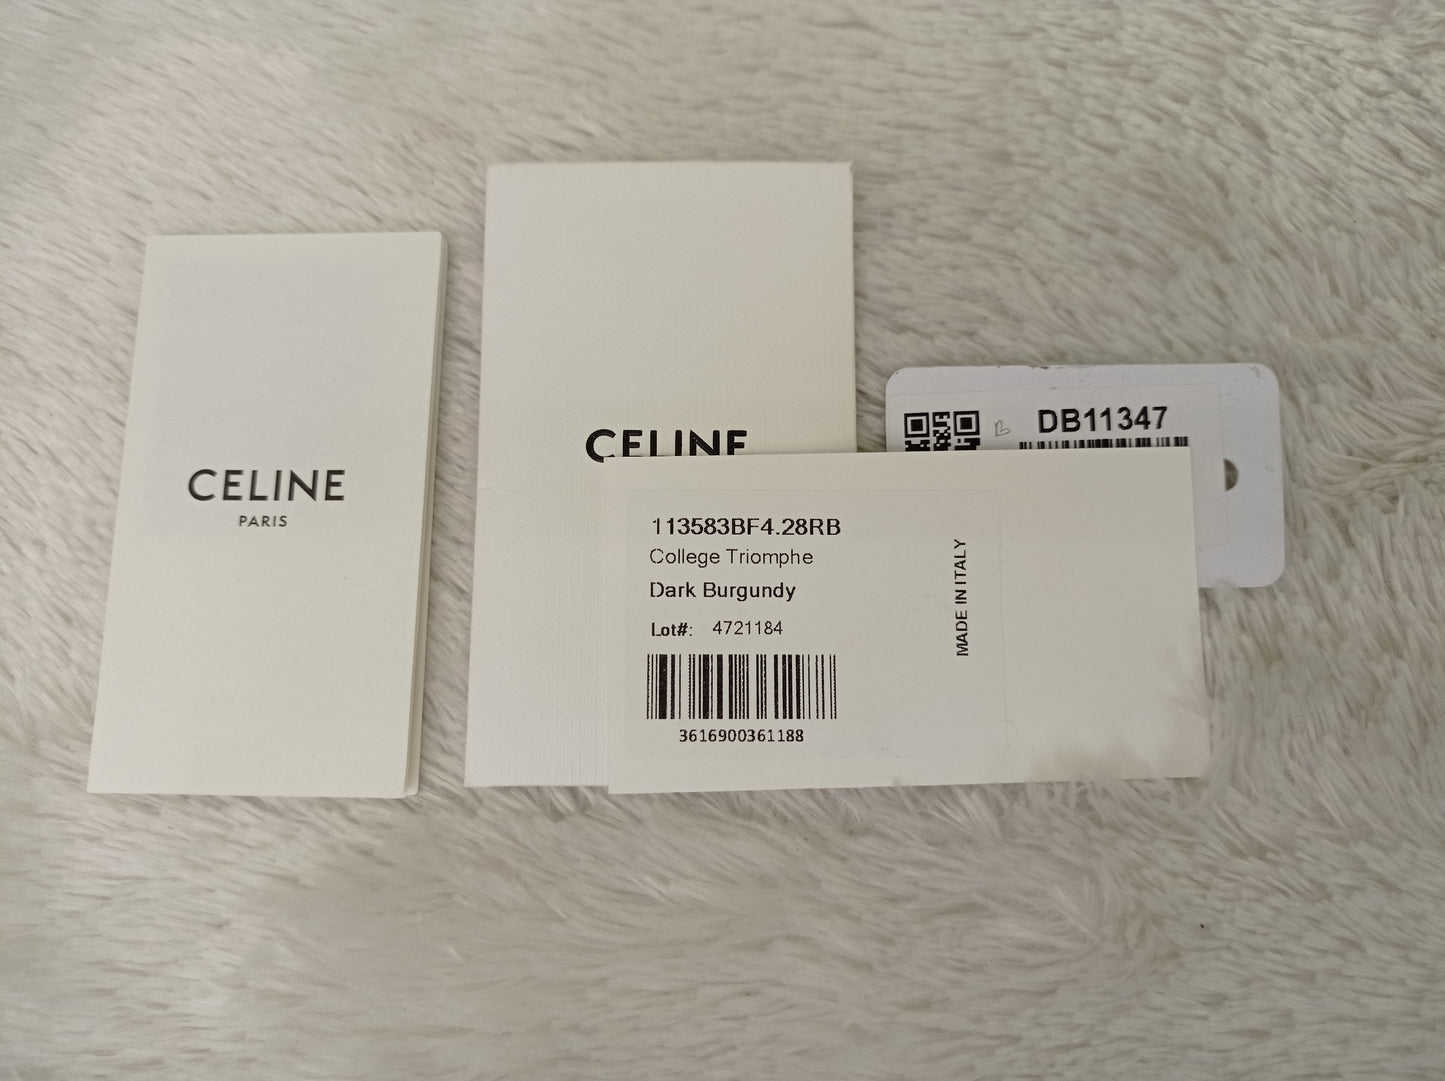 CELINE
PARIS
CELINE
DB11347
113583BF4.28RB
College Triomphe
Dark Burgundy
Lot#: 4721184
3616900361188
MADE IN ITALY